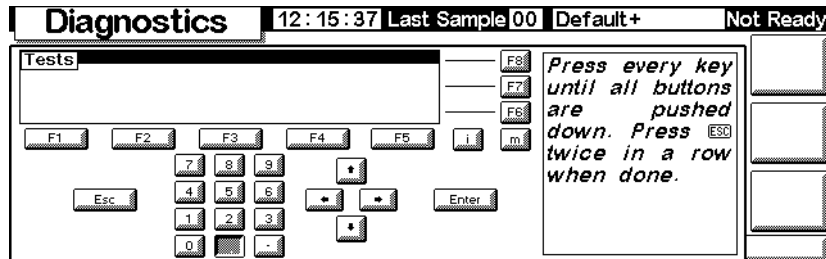 Diagnostics 12:15:37 Last Sample 00 Default+ Not Ready
Tests
F8
F7
F6
F1 F2 F3 F4 F5 i m
7 8 9
4 5 6
1 2 3
0 .
Esc
Enter
Press every key
until all buttons
are pushed
down. Press ESC
twice in a row
when done.